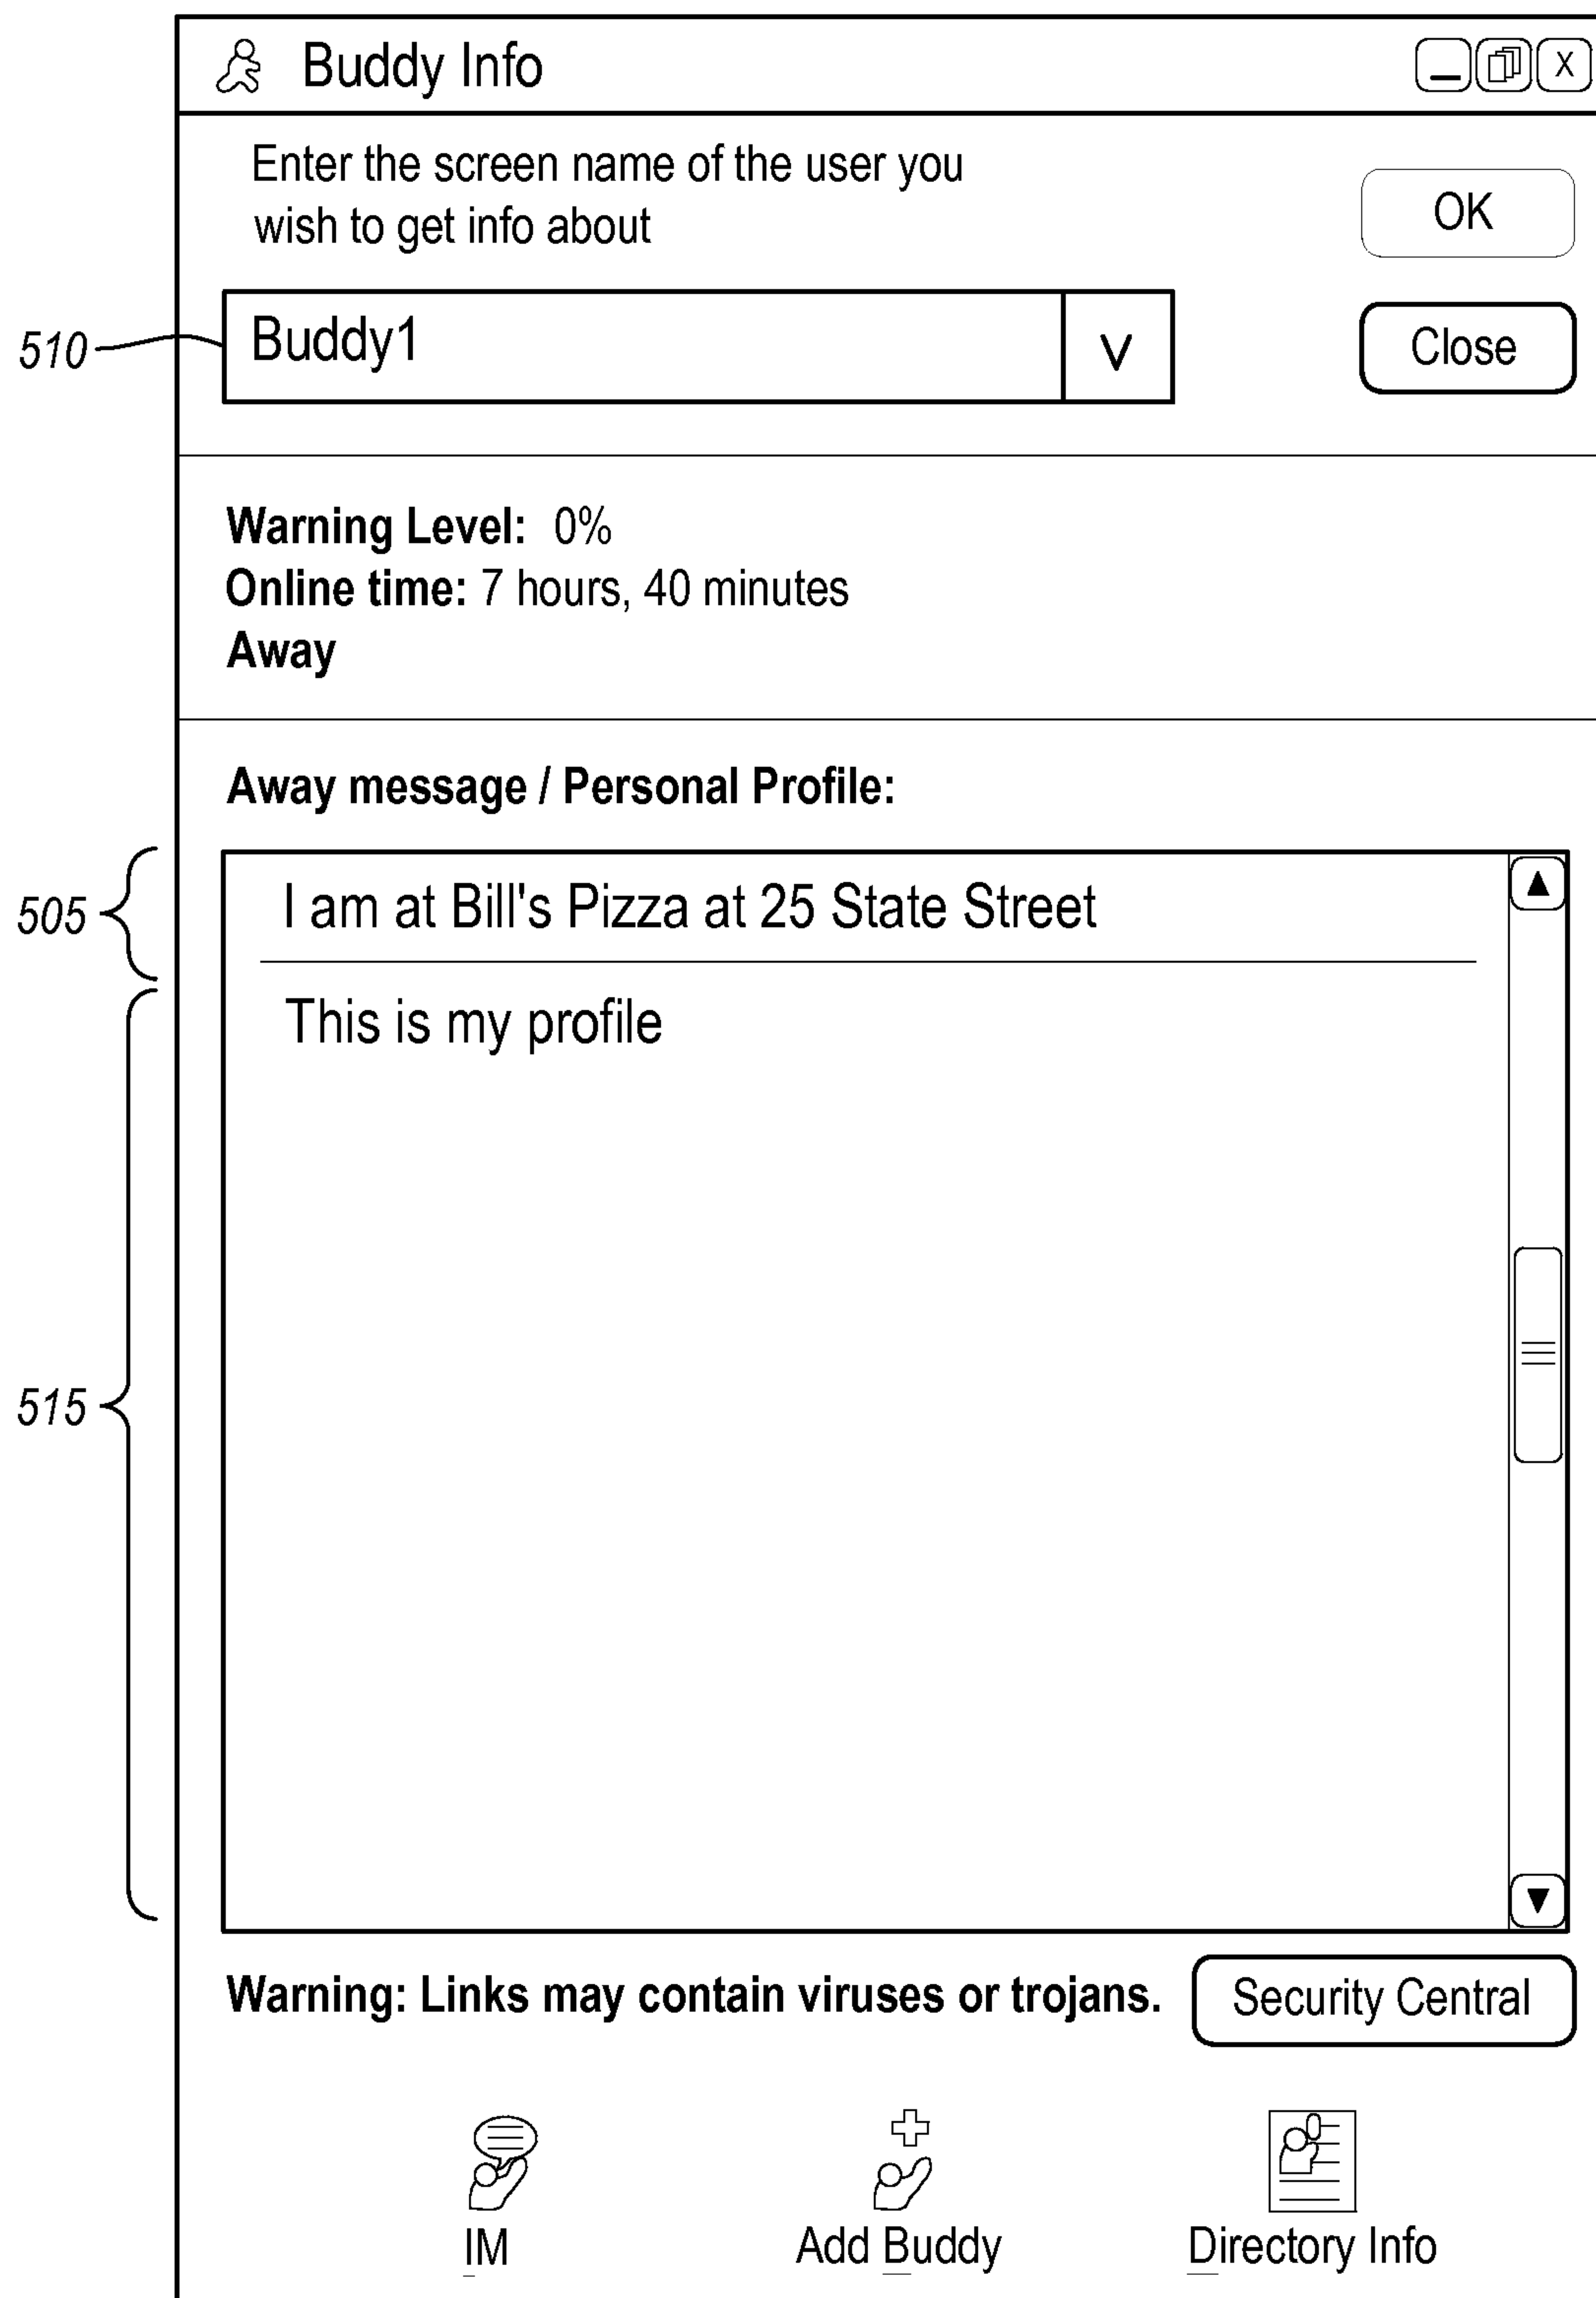 Buddy Info
X
Enter the screen name of the user you
wish to get info about
OK
510
Buddy1
V
Close
Warning Level: 0%
Online time: 7 hours, 40 minutes
Away
Away message / Personal Profile:
505
I am at Bill's Pizza at 25 State Street
This is my profile
515
Warning: Links may contain viruses or trojans.
Security Central
IM
Add Buddy
Directory Info